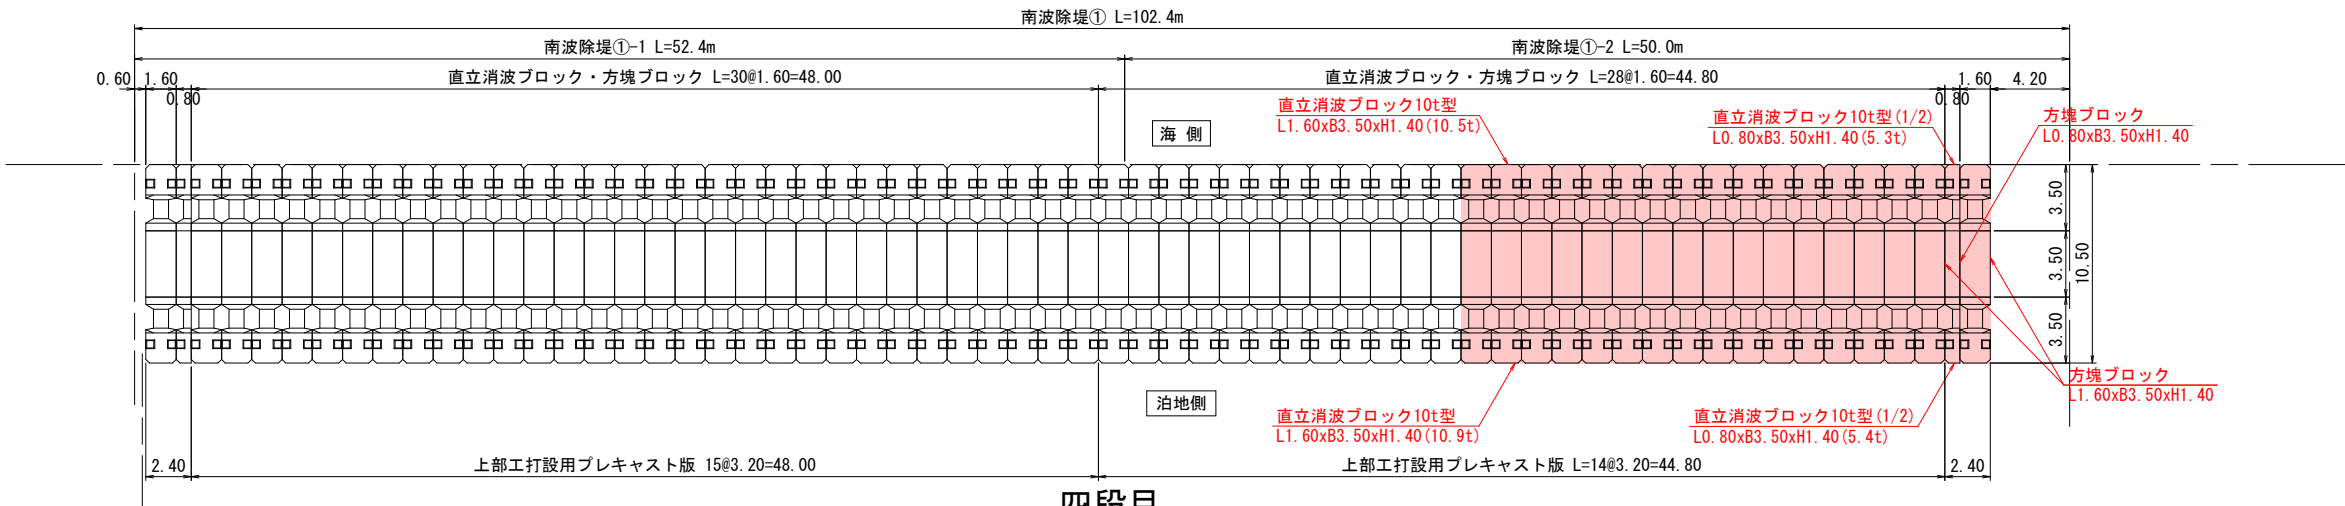 南波除堤① L=102.4m
南波除堤①-1 L=52.4m
南波除堤①-2 L=50.0m
0.60
1.60
直立消波ブロック・方塊ブロック L=30@1.60=48.00
直立消波ブロック・方塊ブロック L=28@1.60=44.80
1.60
4.20
0.80
0.80
直立消波ブロック10t型
L1.60xB3.50xH1.40(10.5t)
直立消波ブロック10t型(1/2)
L0.80xB3.50xH1.40(5.3t)
方塊ブロック
L0.80xB3.50xH1.40
海 側
3.50
3.50
10.50
3.50
方塊ブロック
L1.60xB3.50xH1.40
泊地側
直立消波ブロック10t型
L1.60xB3.50xH1.40(10.9t)
直立消波ブロック10t型(1/2)
L0.80xB3.50xH1.40(5.4t)
2.40
上部工打設用プレキャスト版 15@3.20=48.00
上部工打設用プレキャスト版 L=14@3.20=44.80
2.40
四段目